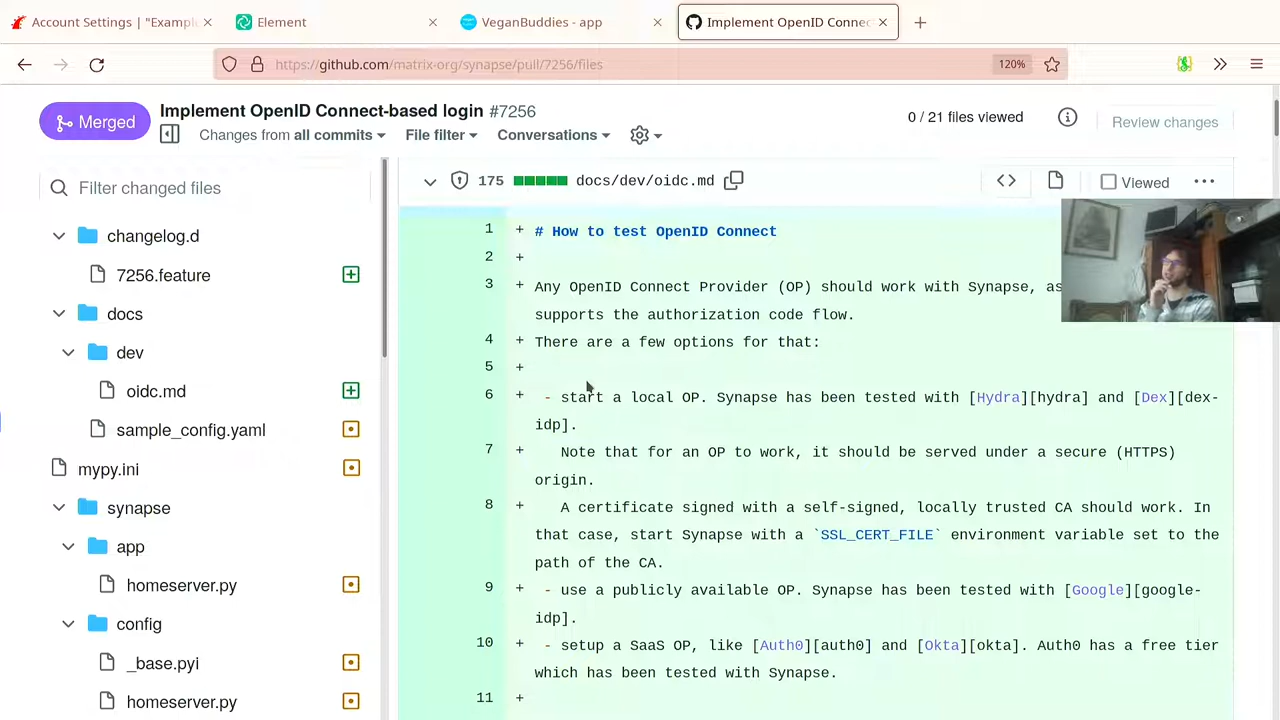 Account Settings | "Exampl
Element
VeganBuddies - app
Implement OpenID Connec
https://github.com/matrix-org/synapse/pull/7256/files
120%
Merged
Implement OpenID Connect-based login #7256
Changes from all commits
File filter
Conversations
0 / 21 files viewed
Review changes
Filter changed files
changelog.d
7256.feature
docs
dev
oidc.md
sample_config.yaml
mypy.ini
synapse
app
homeserver.py
config
_base.pyi
homeserver.py
175 docs/dev/oidc.md
Viewed
1 + # How to test OpenID Connect
2 +
3 + Any OpenID Connect Provider (OP) should work with Synapse, as
supports the authorization code flow.
4 + There are a few options for that:
5 +
6 + - start a local OP. Synapse has been tested with [Hydra][hydra] and [Dex][dex-
idp].
7 + Note that for an OP to work, it should be served under a secure (HTTPS)
origin.
8 + A certificate signed with a self-signed, locally trusted CA should work. In
that case, start Synapse with a `SSL_CERT_FILE` environment variable set to the
path of the CA.
9 + - use a publicly available OP. Synapse has been tested with [Google][google-
idp].
10 + - setup a SaaS OP, like [Auth0][auth0] and [Okta][okta]. Auth0 has a free tier
which has been tested with Synapse.
11 +